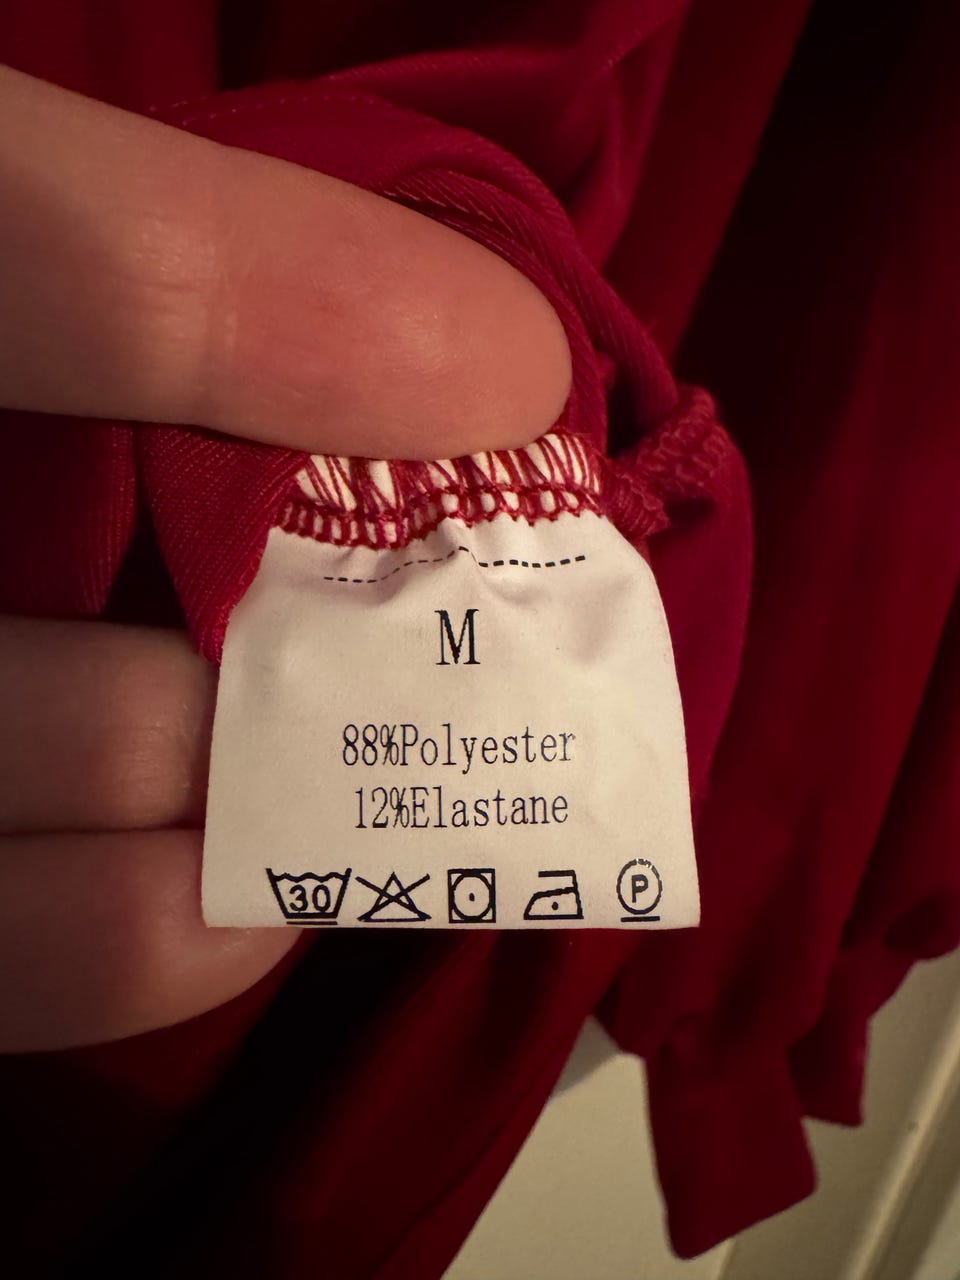 M
88%Polyester
12%Elastane
30 P